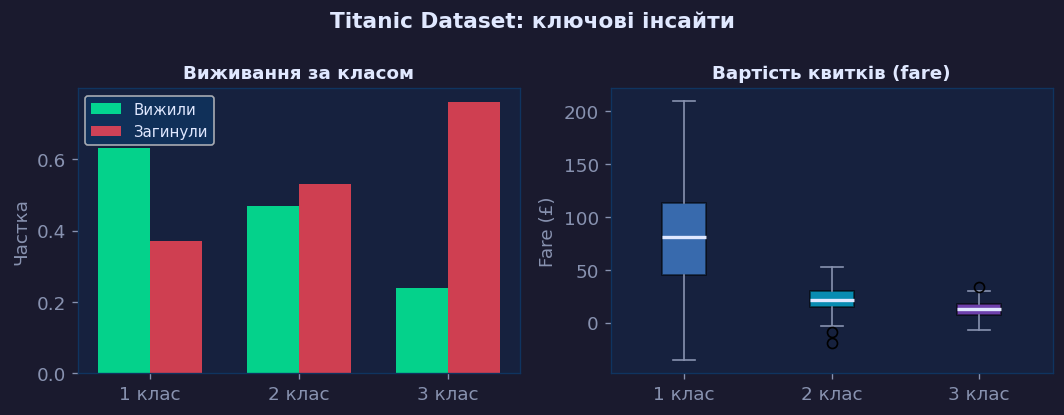 Titanic Dataset: ключові інсайти
Виживання за класом
Вижили
Загинули
Частка
0.6
0.4
0.2
0.0
1 клас
2 клас
3 клас
Вартість квитків (fare)
Fare (£)
200
150
100
50
0
1 клас
2 клас
3 клас